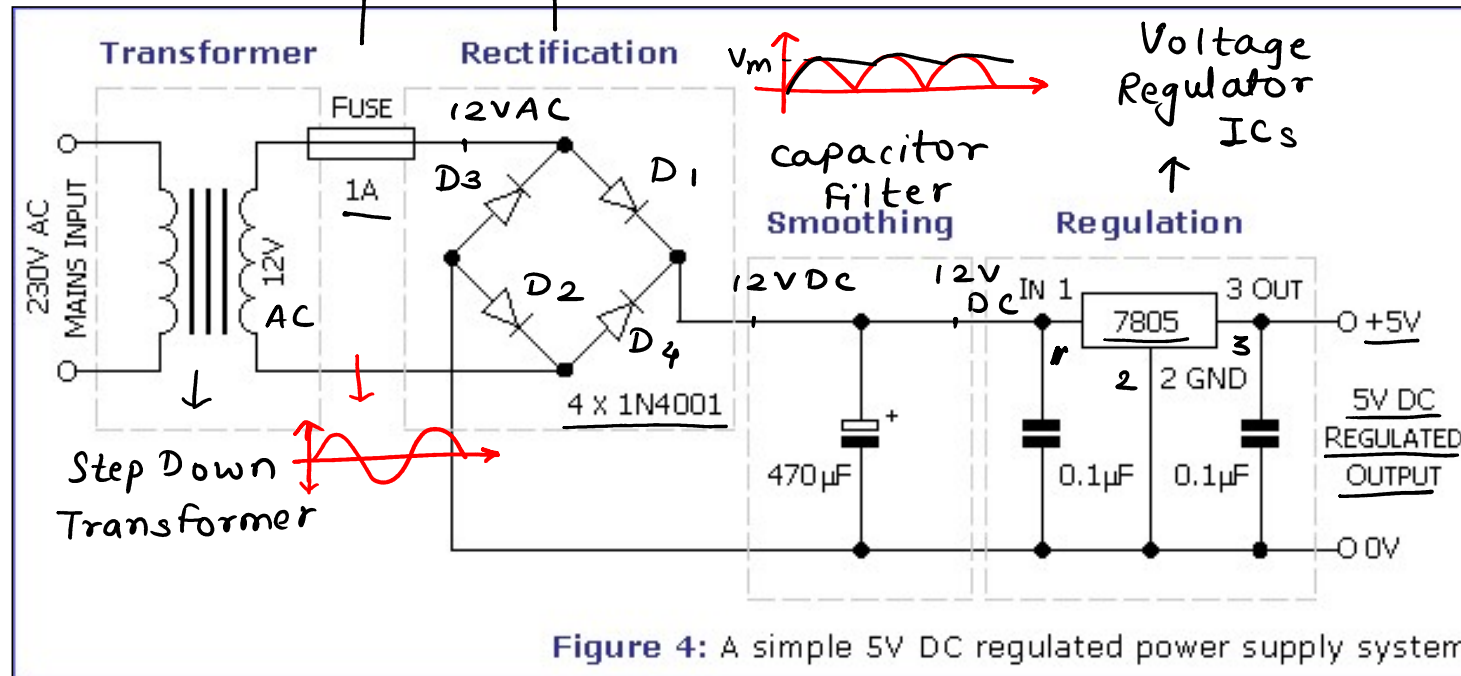 Transformer
Rectification
Vm
Voltage
Regulator
ICs
FUSE
12VAC
1A
D3
D1
D2
D4
4 x 1N4001
230V AC
MAINS INPUT
12V
AC
Step Down
Transformer
Capacitor
Filter
Smoothing
Regulation
12VDC
12V
DC
IN 1
7805
3 OUT
1
2
3
2 GND
+
470µF
0.1µF
0.1µF
+5V
5V DC
REGULATED
OUTPUT
0V
Figure 4: A simple 5V DC regulated power supply system